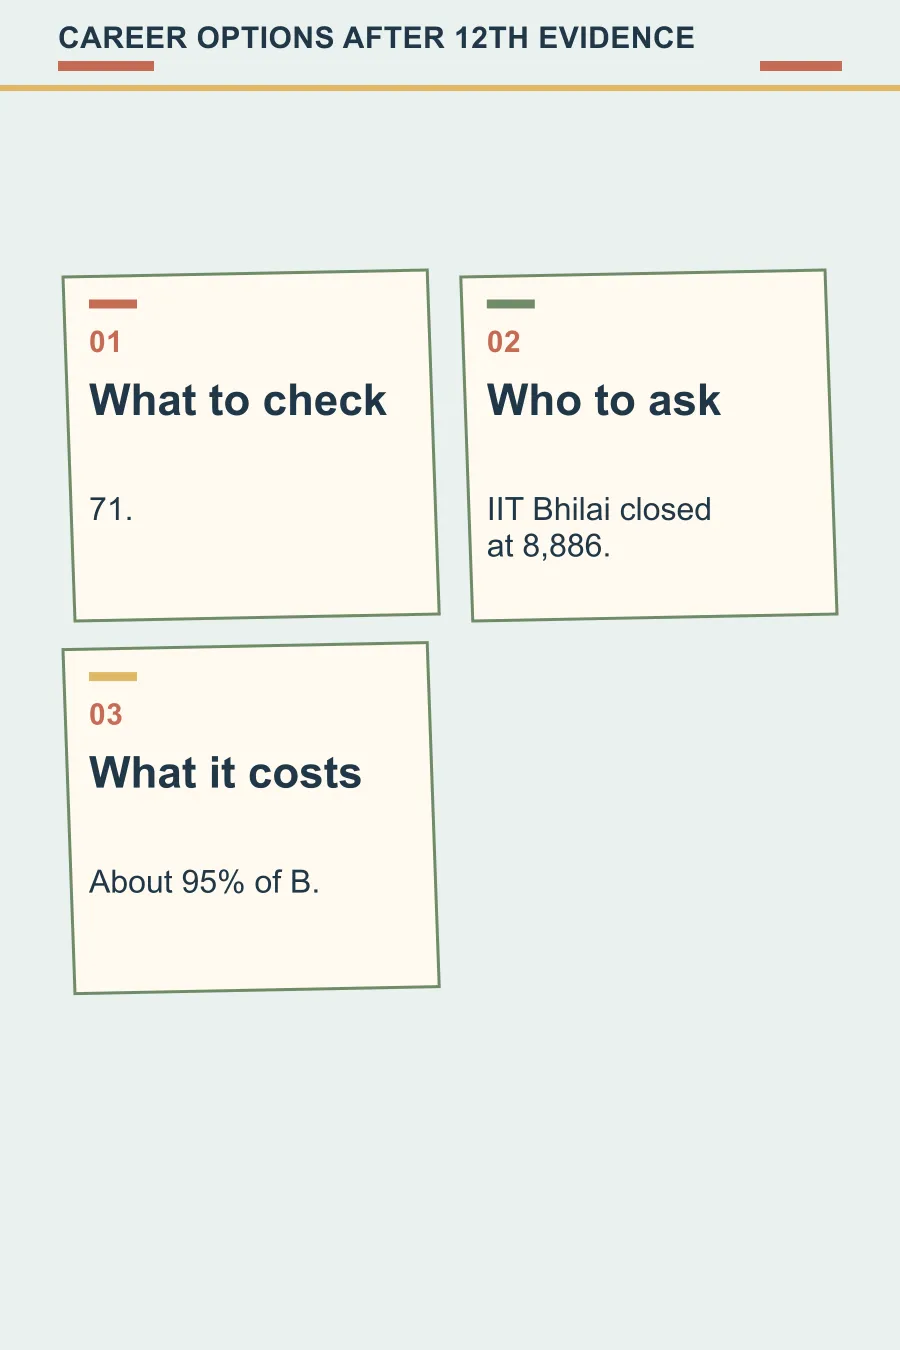 CAREER OPTIONS AFTER 12TH EVIDENCE
01
What to check
71.
02
Who to ask
IIT Bhilai closed
at 8,886.
03
What it costs
About 95% of B.